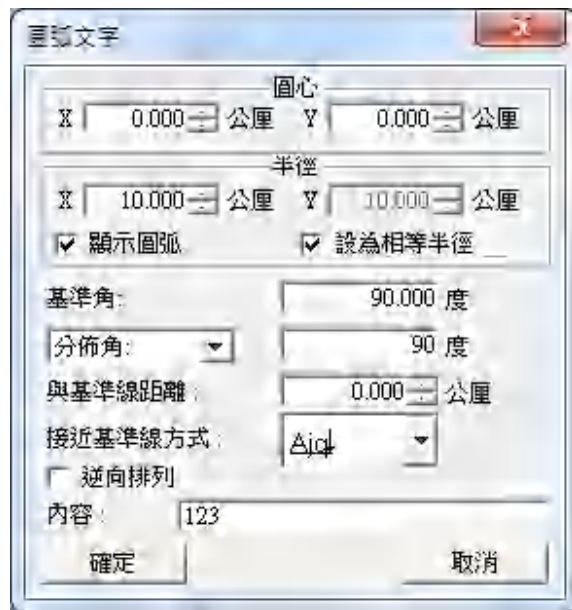 圓弧文字
圓心
X 0.000 公厘 Y 0.000 公厘
半徑
X 10.000 公厘 Y 10.000 公厘
顯示圓弧 設為相等半徑
基準角: 90.000 度
分佈角: 90 度
與基準線距離: 0.000 公厘
接近基準線方式:
逆向排列
內容: 123
確定 取消